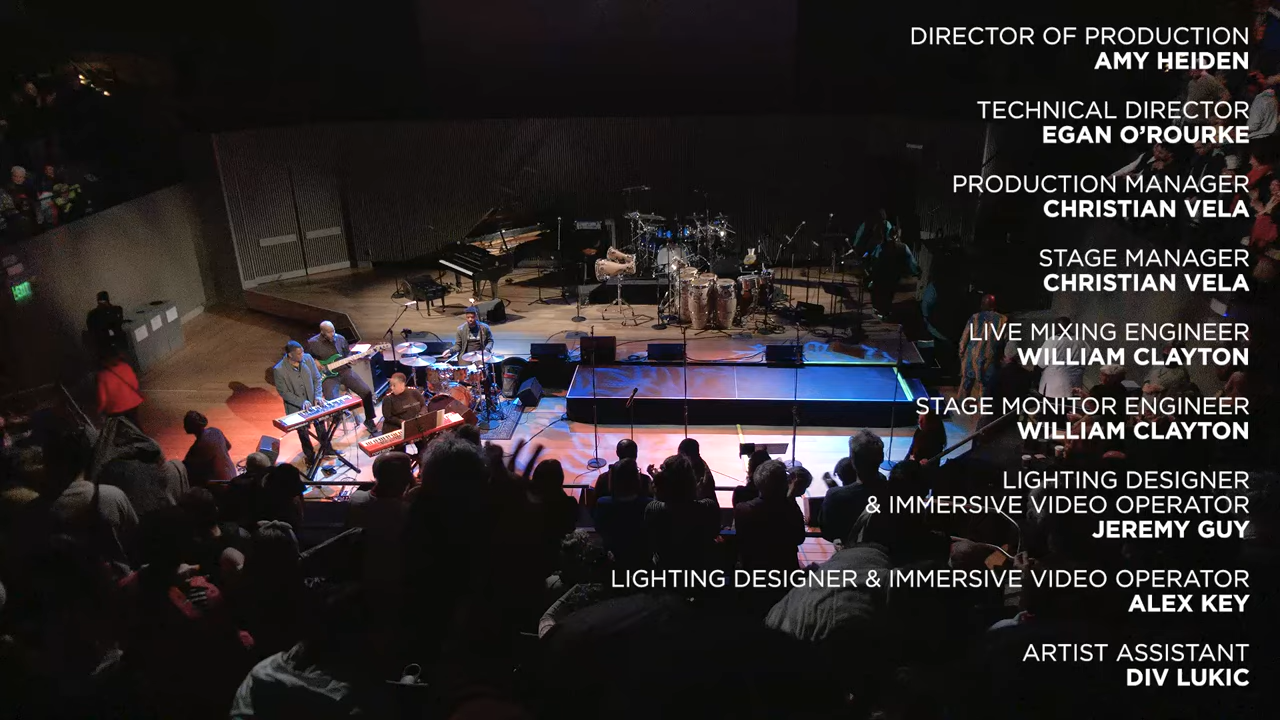 DIRECTOR OF PRODUCTION
AMY HEIDEN
TECHNICAL DIRECTOR
EGAN O’ROURKE
PRODUCTION MANAGER
CHRISTIAN VELA
STAGE MANAGER
CHRISTIAN VELA
LIVE MIXING ENGINEER
WILLIAM CLAYTON
STAGE MONITOR ENGINEER
WILLIAM CLAYTON
LIGHTING DESIGNER
& IMMERSIVE VIDEO OPERATOR
JEREMY GUY
LIGHTING DESIGNER & IMMERSIVE VIDEO OPERATOR
ALEX KEY
ARTIST ASSISTANT
DIV LUKIC
EXIT